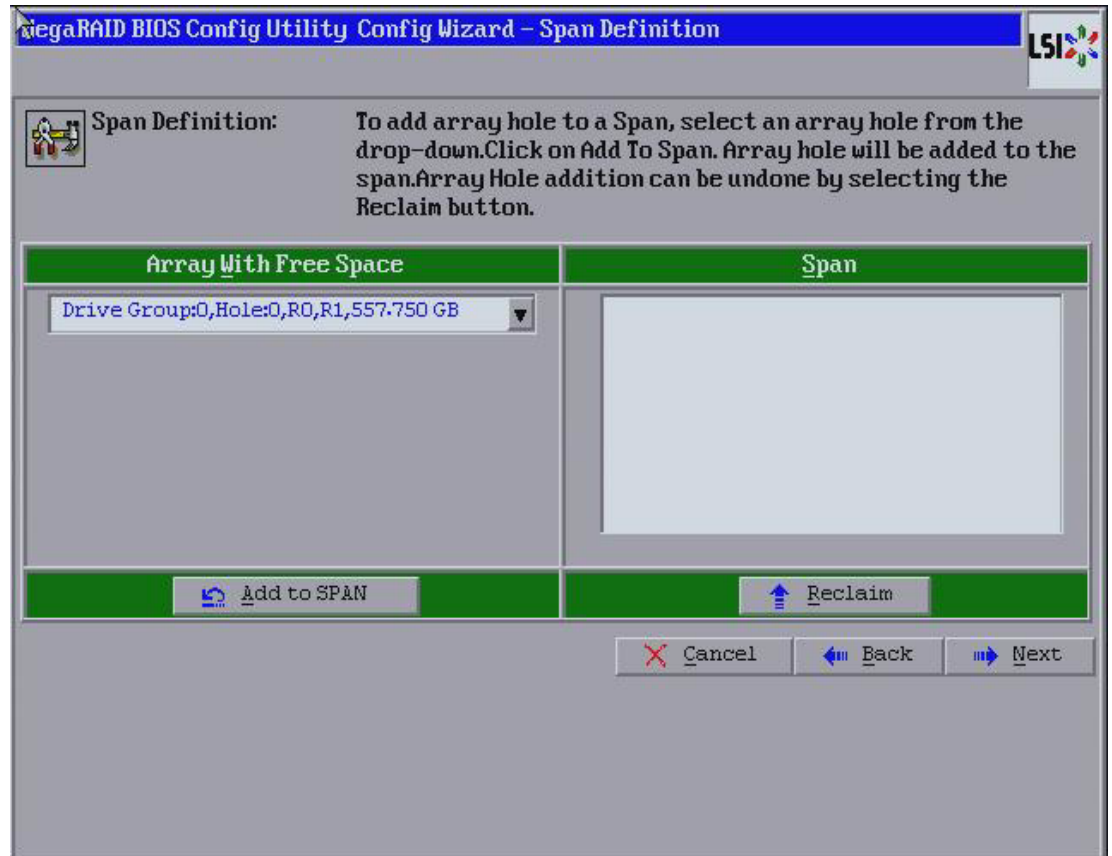 MegaRAID BIOS Config Utility Config Wizard – Span Definition
LSI
Span Definition:
To add array hole to a Span, select an array hole from the
drop-down.Click on Add To Span. Array hole will be added to the
span.Array Hole addition can be undone by selecting the
Reclaim button.
Array With Free Space
Span
Drive Group:0,Hole:0,R0,R1,557.750 GB
Add to SPAN
Reclaim
Cancel
Back
Next